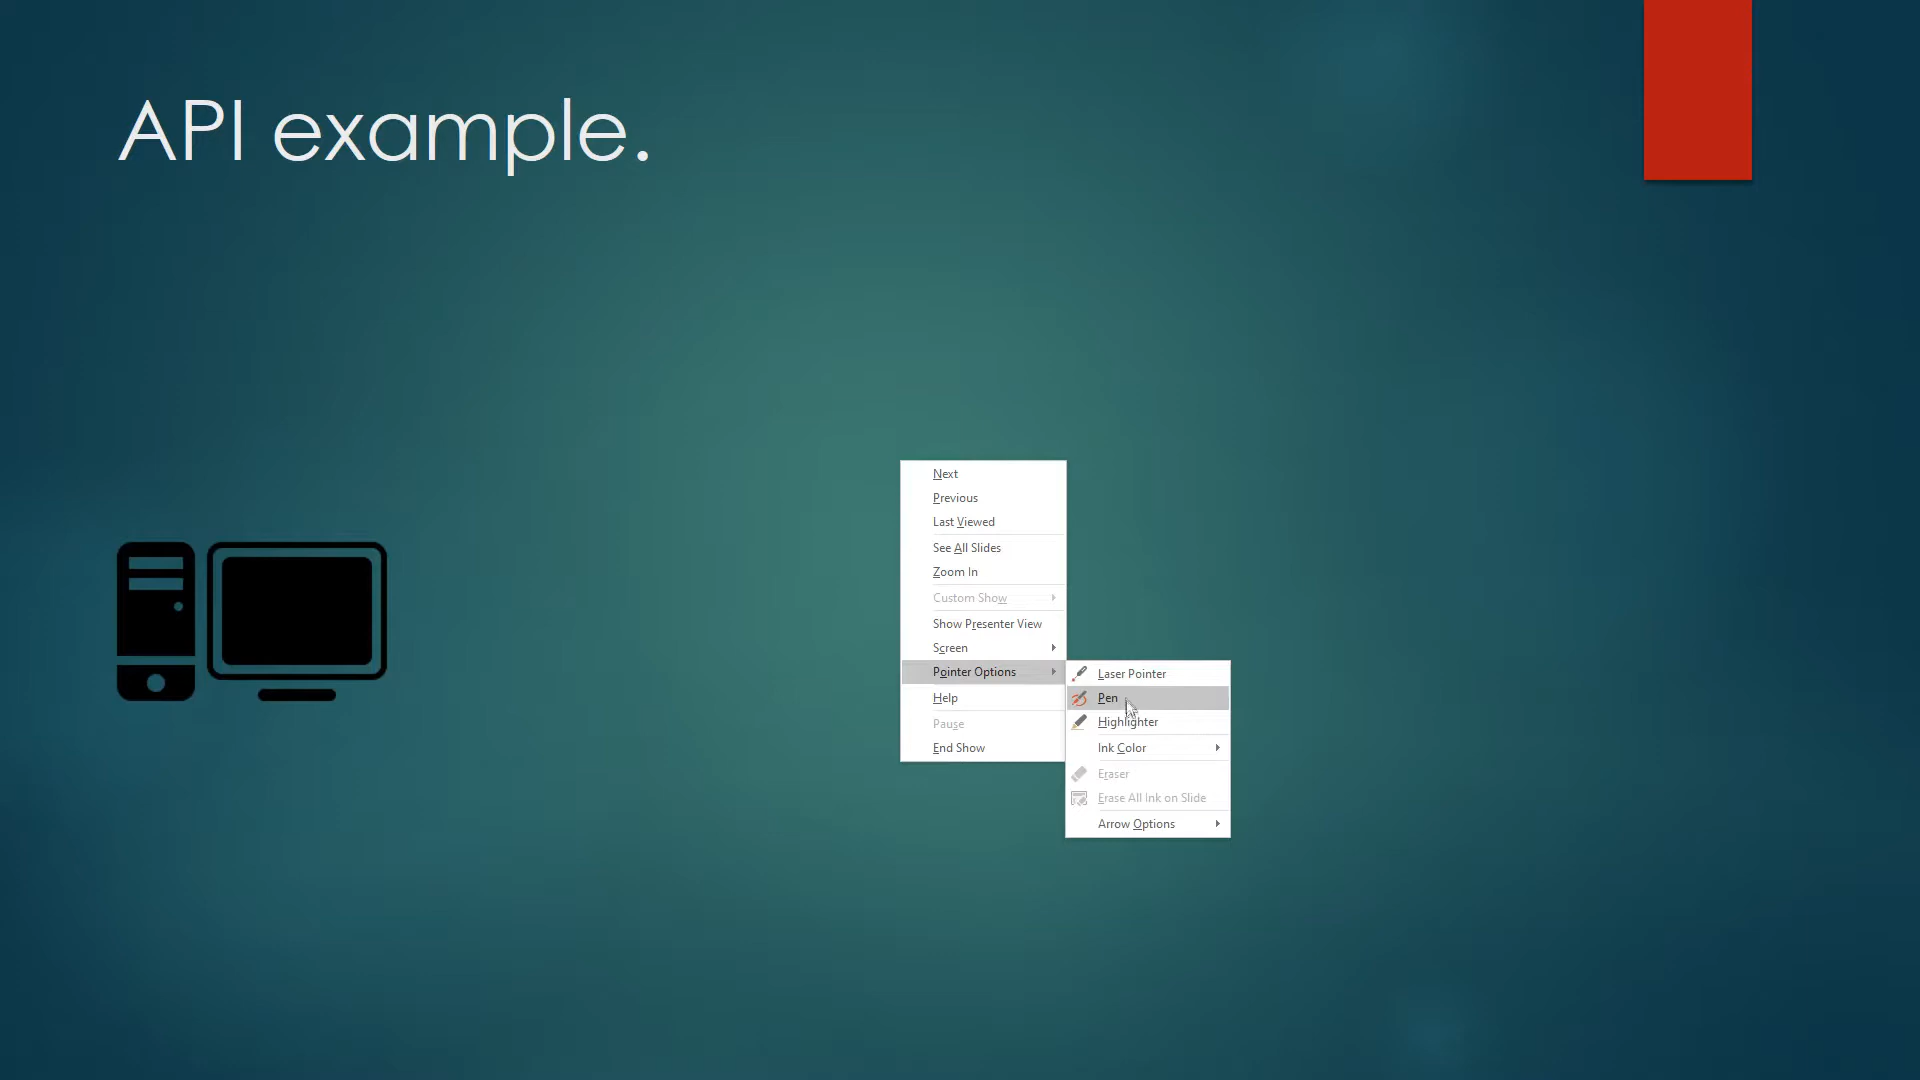 API example.
Next
Previous
Last Viewed
See All Slides
Zoom In
Custom Show
Show Presenter View
Screen
Pointer Options
Help
Pause
End Show
Laser Pointer
Pen
Highlighter
Ink Color
Eraser
Erase All Ink on Slide
Arrow Options